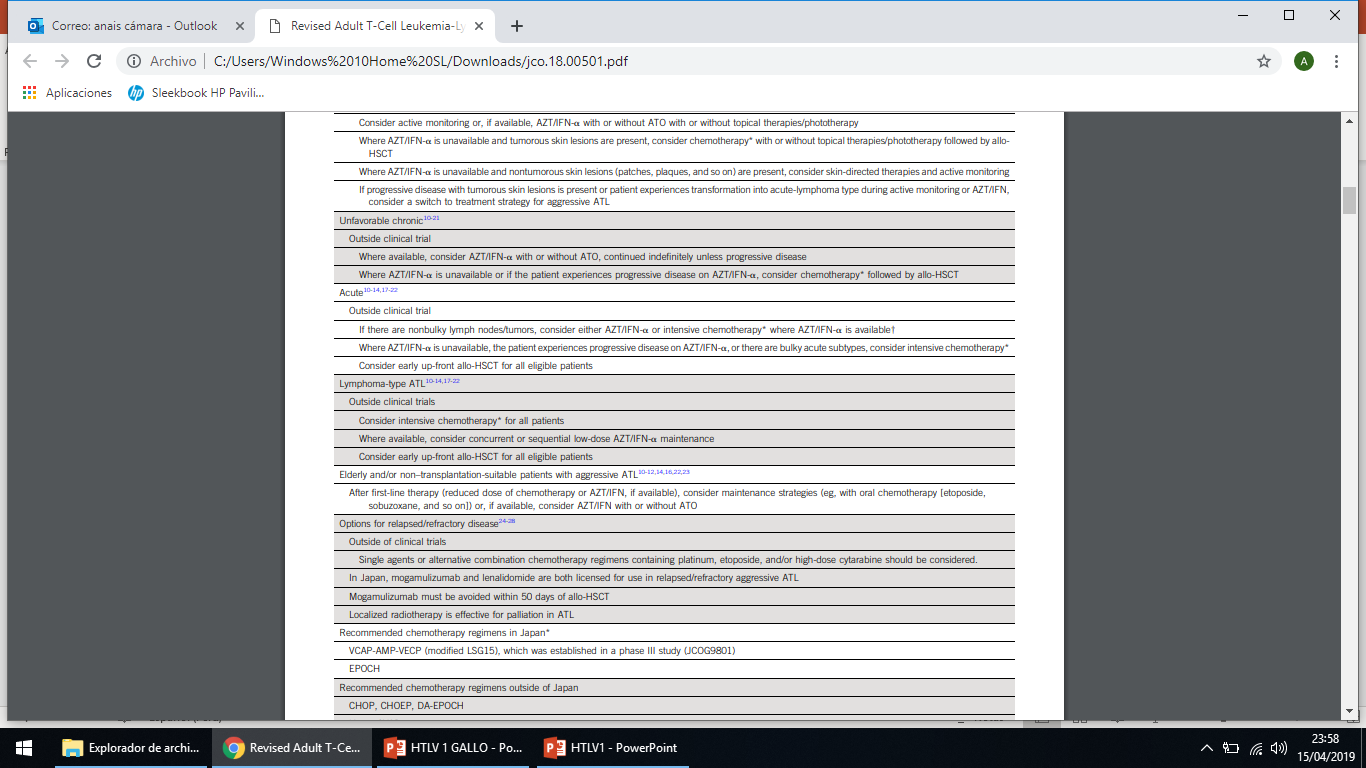 Correo: anais cámara - Outlook
Revised Adult T-Cell Leukemia-Ly
Archivo
C:/Users/Windows%2010Home%20SL/Downloads/jco.18.00501.pdf
A
Aplicaciones
Sleekbook HP Pavili...
Consider active monitoring or, if available, AZT/IFN-α with or without ATO with or without topical therapies/phototherapy
Where AZT/IFN-α is unavailable and tumorous skin lesions are present, consider chemotherapy* with or without topical therapies/phototherapy followed by allo-
HSCT
Where AZT/IFN-α is unavailable and nontumorous skin lesions (patches, plaques, and so on) are present, consider skin-directed therapies and active monitoring
If progressive disease with tumorous skin lesions is present or patient experiences transformation into acute-lymphoma type during active monitoring or AZT/IFN,
consider a switch to treatment strategy for aggressive ATL
Unfavorable chronic10-21
Outside clinical trial
Where available, consider AZT/IFN-α with or without ATO, continued indefinitely unless progressive disease
Where AZT/IFN-α is unavailable or if the patient experiences progressive disease on AZT/IFN-α, consider chemotherapy* followed by allo-HSCT
Acute10-14,17-22
Outside clinical trial
If there are nonbulky lymph nodes/tumors, consider either AZT/IFN-α or intensive chemotherapy* where AZT/IFN-α is available†
Where AZT/IFN-α is unavailable, the patient experiences progressive disease on AZT/IFN-α, or there are bulky acute subtypes, consider intensive chemotherapy*
Consider early up-front allo-HSCT for all eligible patients
Lymphoma-type ATL10-14,17-22
Outside clinical trials
Consider intensive chemotherapy* for all patients
Where available, consider concurrent or sequential low-dose AZT/IFN-α maintenance
Consider early up-front allo-HSCT for all eligible patients
Elderly and/or non–transplantation-suitable patients with aggressive ATL10-12,14,16,22,23
After first-line therapy (reduced dose of chemotherapy or AZT/IFN, if available), consider maintenance strategies (eg, with oral chemotherapy [etoposide,
sobuzoxane, and so on]) or, if available, consider AZT/IFN with or without ATO
Options for relapsed/refractory disease24-28
Outside of clinical trials
Single agents or alternative combination chemotherapy regimens containing platinum, etoposide, and/or high-dose cytarabine should be considered.
In Japan, mogamulizumab and lenalidomide are both licensed for use in relapsed/refractory aggressive ATL
Mogamulizumab must be avoided within 50 days of allo-HSCT
Localized radiotherapy is effective for palliation in ATL
Recommended chemotherapy regimens in Japan*
VCAP-AMP-VECP (modified LSG15), which was established in a phase III study (JCOG9801)
EPOCH
Recommended chemotherapy regimens outside of Japan
CHOP, CHOEP, DA-EPOCH
Explorador de archi...
Revised Adult T-Ce...
HTLV 1 GALLO - Po...
HTLV1 - PowerPoint
23:58
15/04/2019